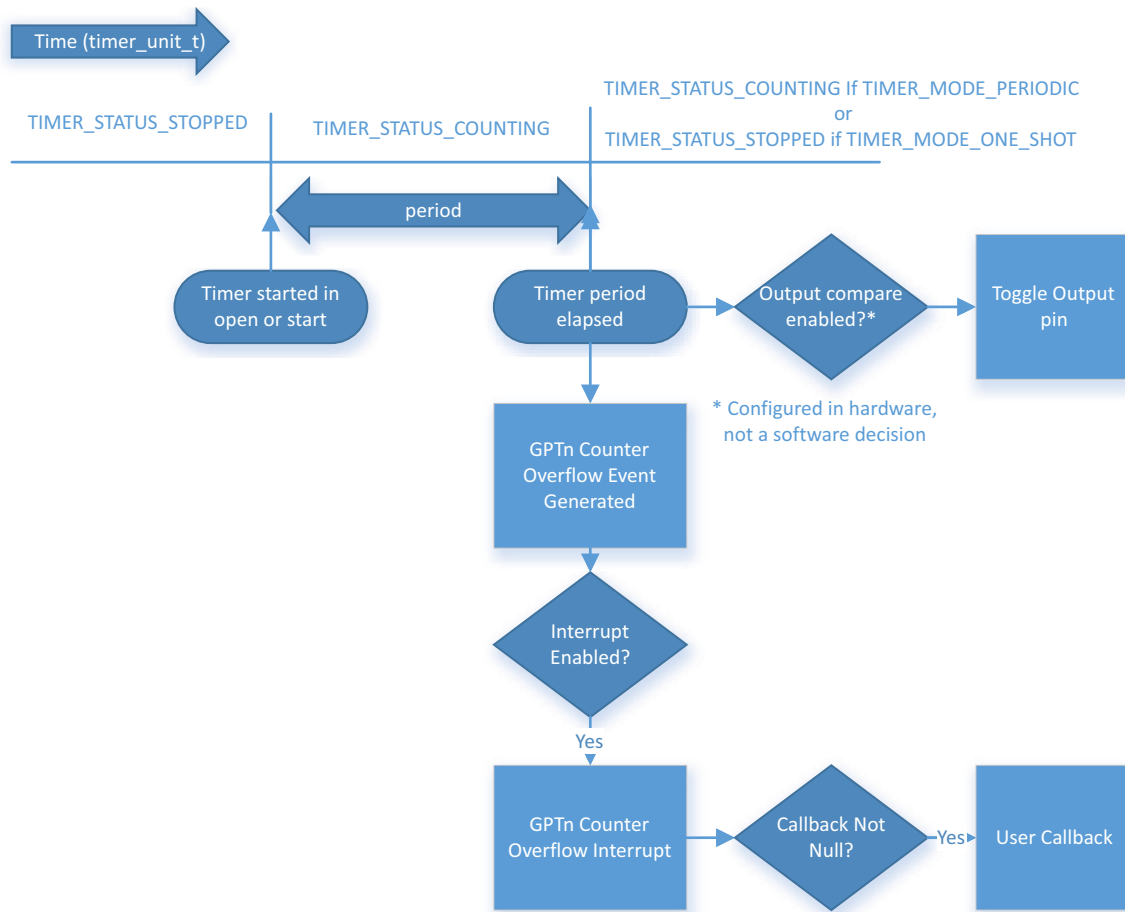 Time (timer_unit_t)
TIMER_STATUS_STOPPED
TIMER_STATUS_COUNTING
TIMER_STATUS_COUNTING If TIMER_MODE_PERIODIC
or
TIMER_STATUS_STOPPED if TIMER_MODE_ONE_SHOT
period
Timer started in
open or start
Timer period
elapsed
Output compare
enabled?*
Toggle Output
pin
* Configured in hardware,
not a software decision
GPTn Counter
Overflow Event
Generated
Interrupt
Enabled?
Yes
GPTn Counter
Overflow Interrupt
Callback Not
Null?
Yes
User Callback